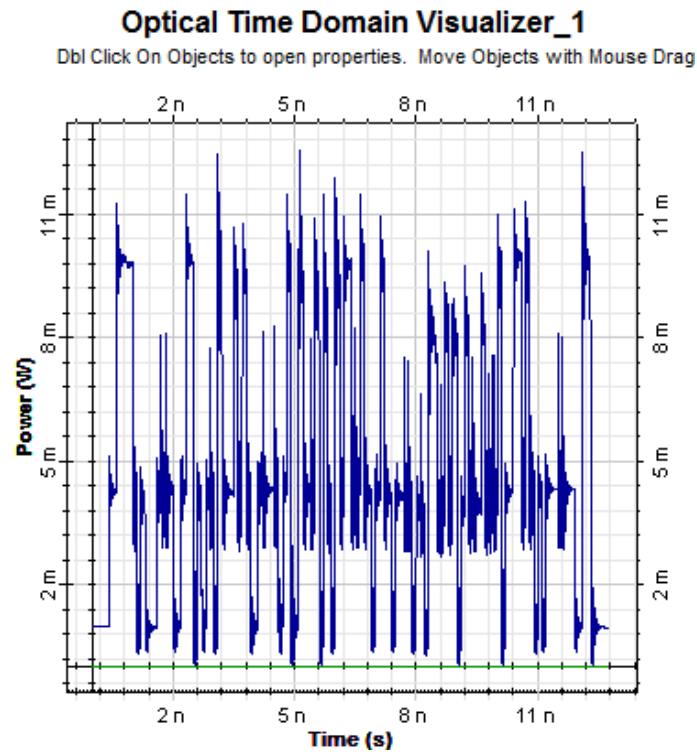 Optical Time Domain Visualizer_1
Dbl Click On Objects to open properties. Move Objects with Mouse Drag
2 n 5 n 8 n 11 n
11 m 11 m
8 m 8 m
Power (W)
5 m 5 m
2 m 2 m
2 n 5 n 8 n 11 n
Time (s)